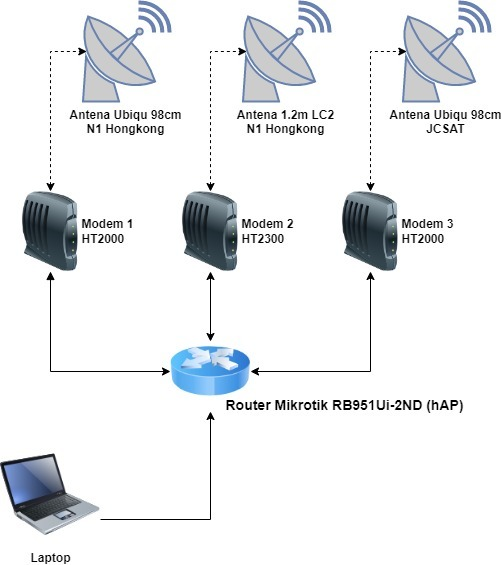 Antena Ubiqu 98cm
N1 Hongkong
Antena 1.2m LC2
N1 Hongkong
Antena Ubiqu 98cm
JCSAT
Modem 1
HT2000
Modem 2
HT2300
Modem 3
HT2000
Router Mikrotik RB951Ui-2ND (hAP)
Laptop